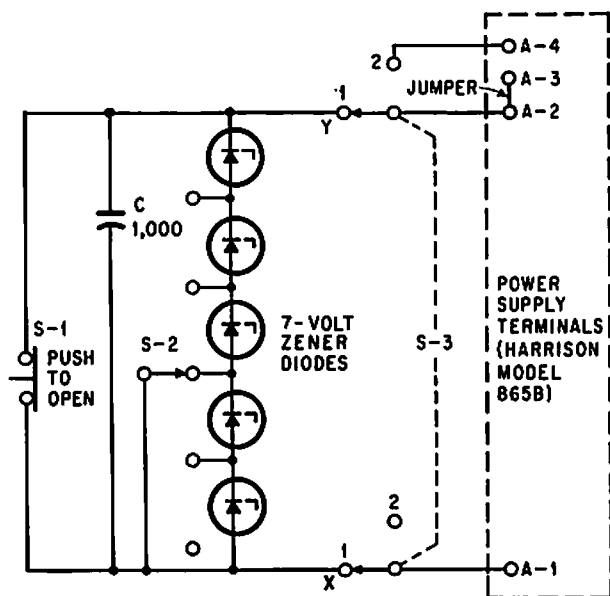 A-4
2
A-3
JUMPER
1
A-2
Y
C
1,000
S-1
PUSH
TO
OPEN
S-2
7-VOLT
ZENER
DIODES
S-3
POWER
SUPPLY
TERMINALS
(HARRISON
MODEL
865B)
2
1
X
A-1